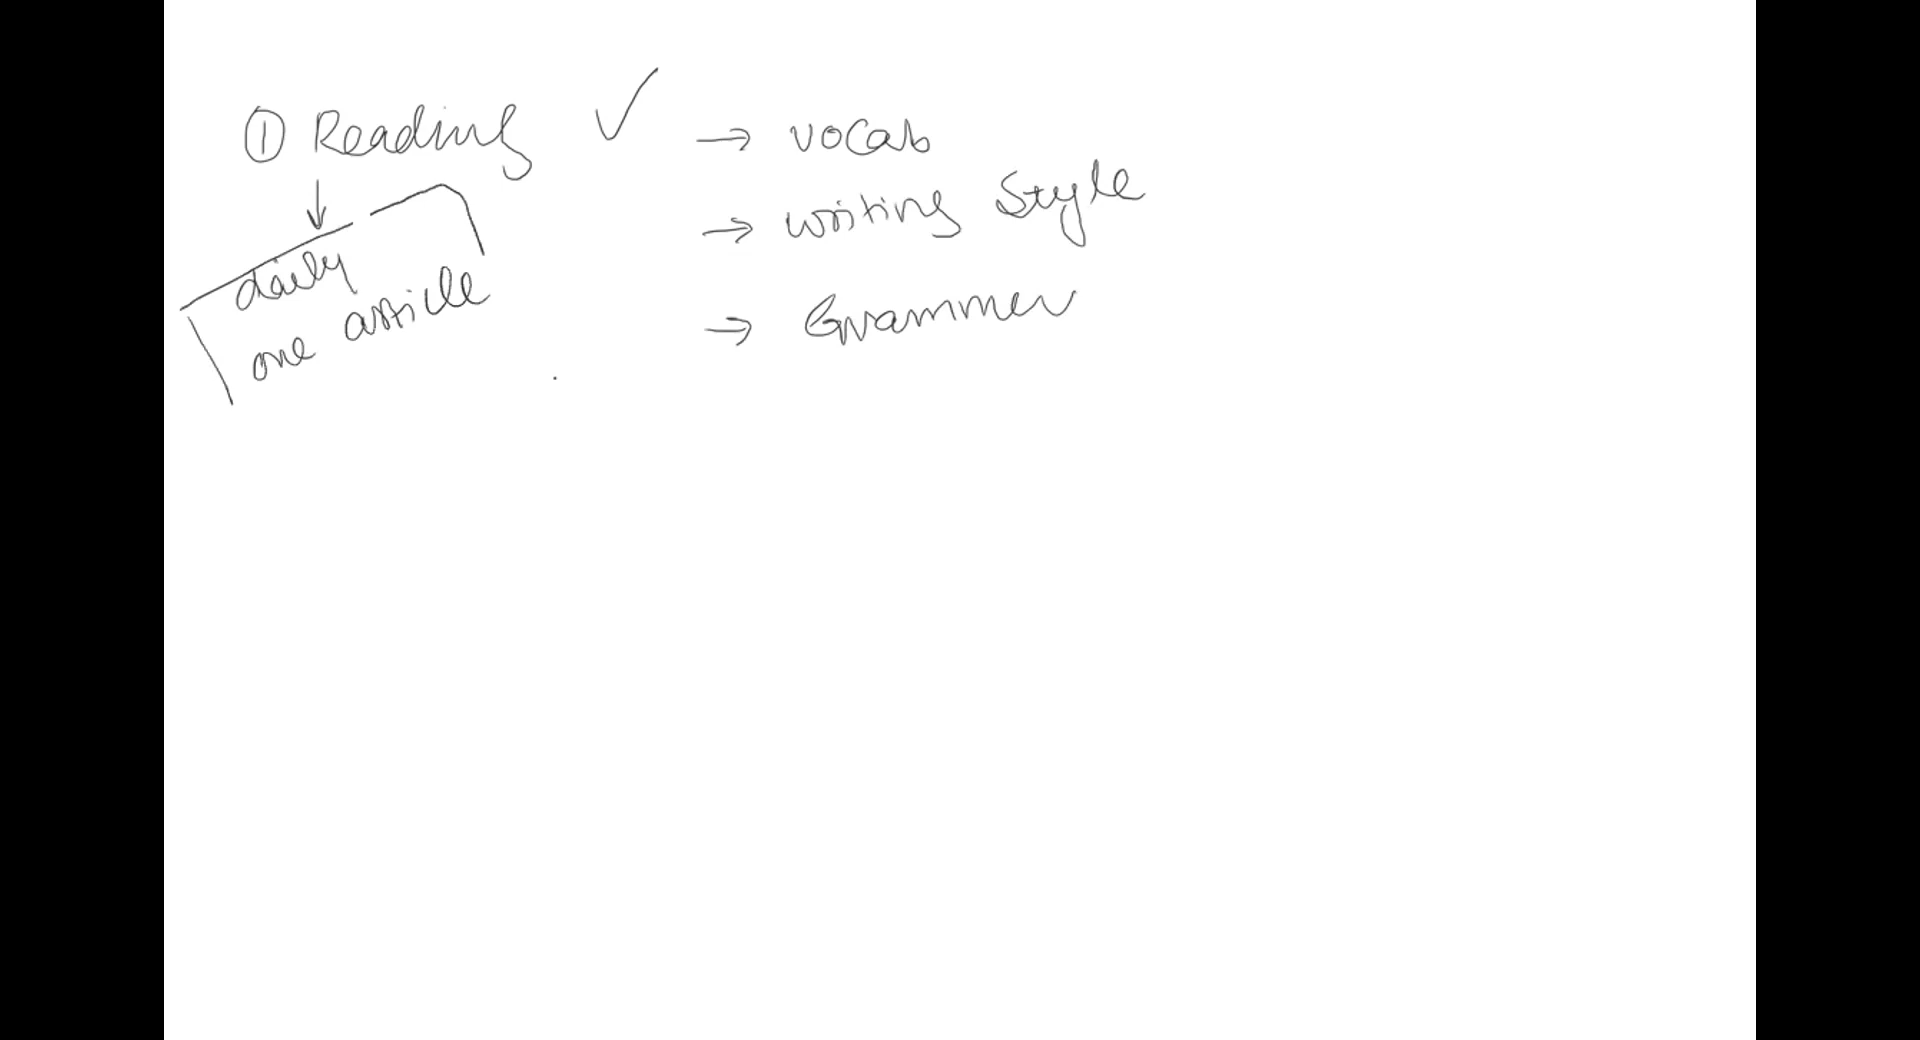 ① Reading ✓ → vocab
→ writing Style
daily
one article
→ Grammer